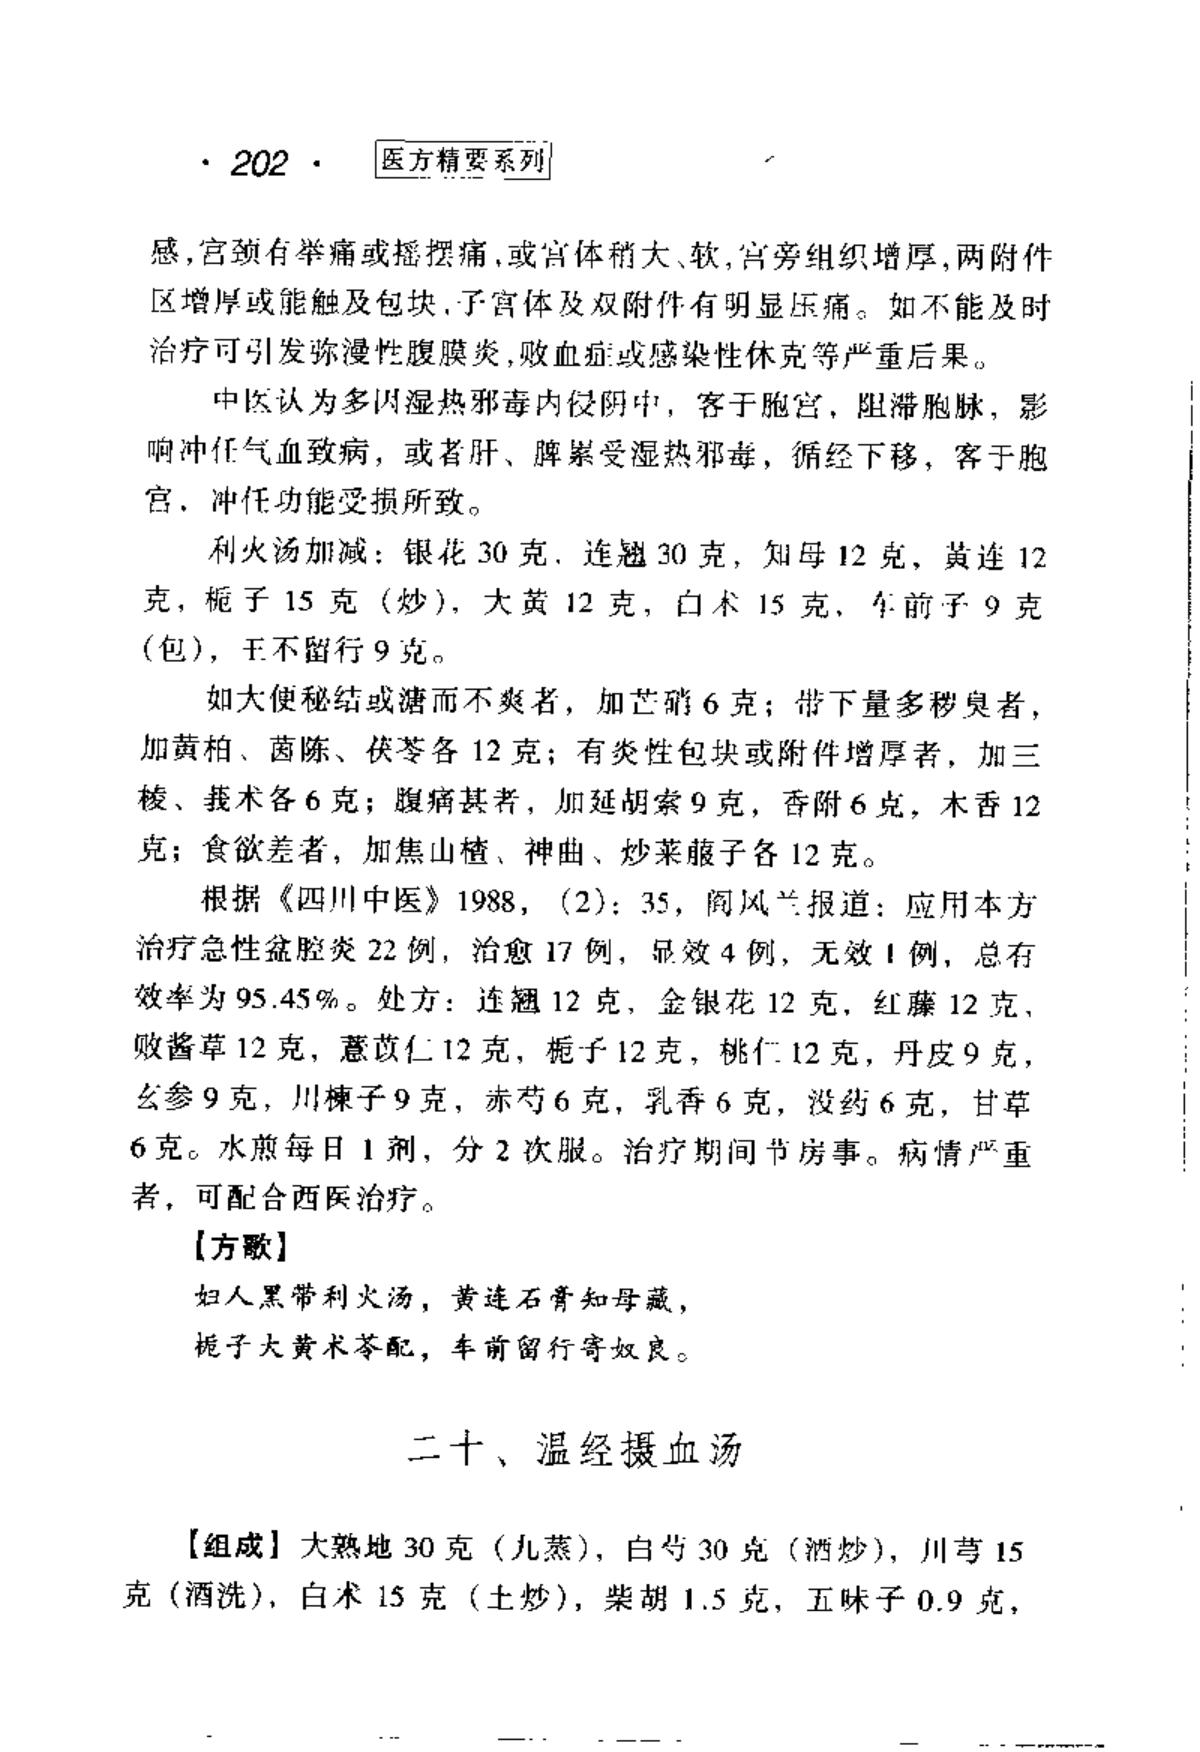 · 202 · 医方精要系列
感,宫颈有举痛或摇摆痛,或宫体稍大、软,宫旁组织增厚,两附件
区增厚或能触及包块,子宫体及双附件有明显压痛。如不能及时
治疗可引发弥漫性腹膜炎,败血症或感染性休克等严重后果。
中医认为多因湿热邪毒内侵阴中，客于胞宫，阻滞胞脉，影
响冲任气血致病，或者肝、脾累受湿热邪毒，循经下移，客于胞
宫，冲任功能受损所致。
利火汤加减：银花 30 克，连翘 30 克，知母 12 克，黄连 12
克，栀子 15 克（炒），大黄 12 克，白术 15 克，车前子 9 克
（包），王不留行 9 克。
如大便秘结或溏而不爽者，加芒硝 6 克；带下量多秽臭者，
加黄柏、茵陈、茯苓各 12 克；有炎性包块或附件增厚者，加三
棱、莪术各 6 克；腹痛甚者，加延胡索 9 克，香附 6 克，木香 12
克；食欲差者，加焦山楂、神曲、炒莱菔子各 12 克。
根据《四川中医》1988，（2）：35，阎风兰报道：应用本方
治疗急性盆腔炎 22 例，治愈 17 例，显效 4 例，无效 1 例，总有
效率为 95.45%。处方：连翘 12 克，金银花 12 克，红藤 12 克，
败酱草 12 克，薏苡仁 12 克，栀子 12 克，桃仁 12 克，丹皮 9 克，
玄参 9 克，川楝子 9 克，赤芍 6 克，乳香 6 克，没药 6 克，甘草
6 克。水煎每日 1 剂，分 2 次服。治疗期间节房事。病情严重
者，可配合西医治疗。
【方歌】
妇人黑带利火汤，黄连石膏知母藏，
栀子大黄术苓配，车前留行寄奴良。
二十、温经摄血汤
【组成】大熟地 30 克（九蒸），白芍 30 克（酒炒），川芎 15
克（酒洗），白术 15 克（土炒），柴胡 1.5 克，五味子 0.9 克，